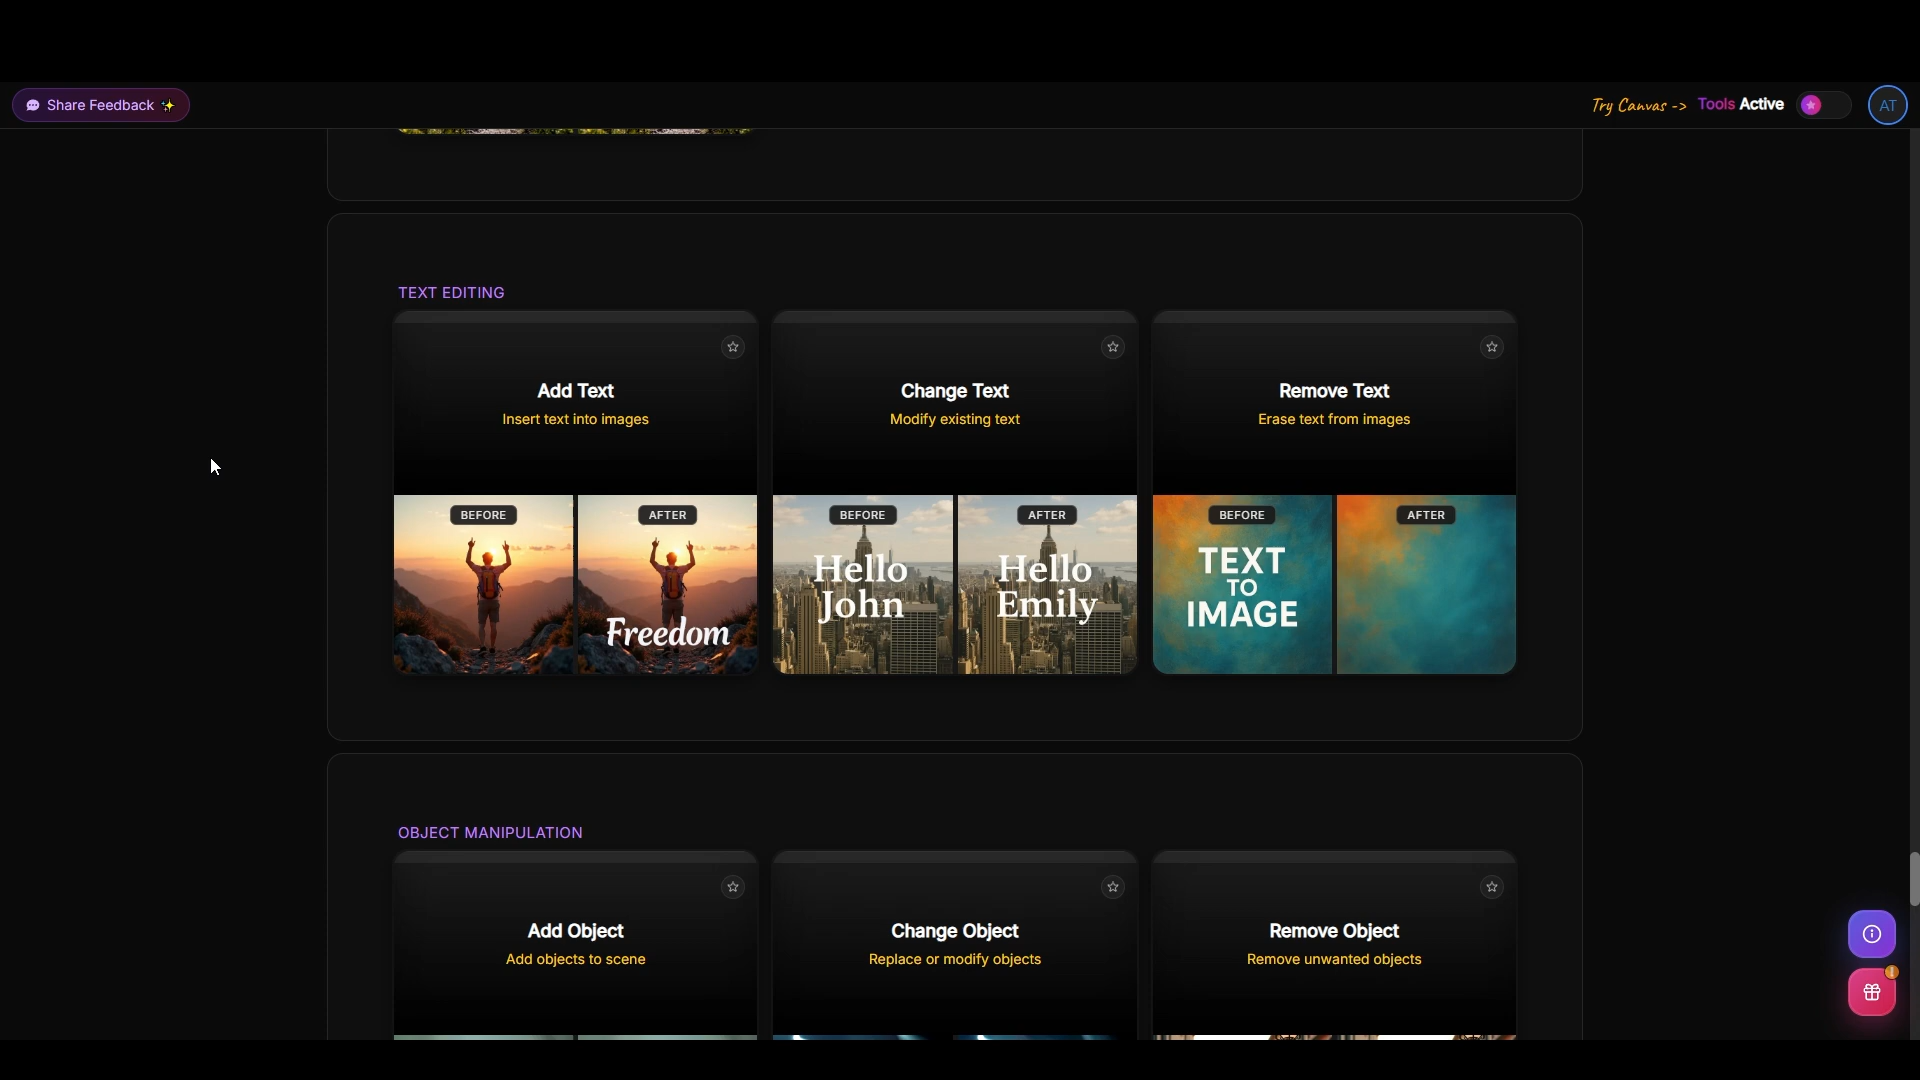 Share Feedback ✨
Try Canvas ->
Tools Active
AT
TEXT EDITING
Add Text
Insert text into images
BEFORE
AFTER
Freedom
Change Text
Modify existing text
BEFORE
Hello
John
AFTER
Hello
Emily
Remove Text
Erase text from images
BEFORE
TEXT
TO
IMAGE
AFTER
OBJECT MANIPULATION
Add Object
Add objects to scene
Change Object
Replace or modify objects
Remove Object
Remove unwanted objects